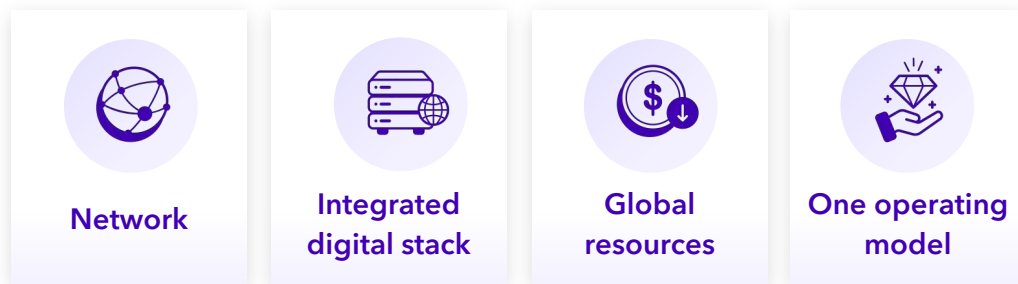 $
Network
Integrated
digital stack
Global
resources
One operating
model